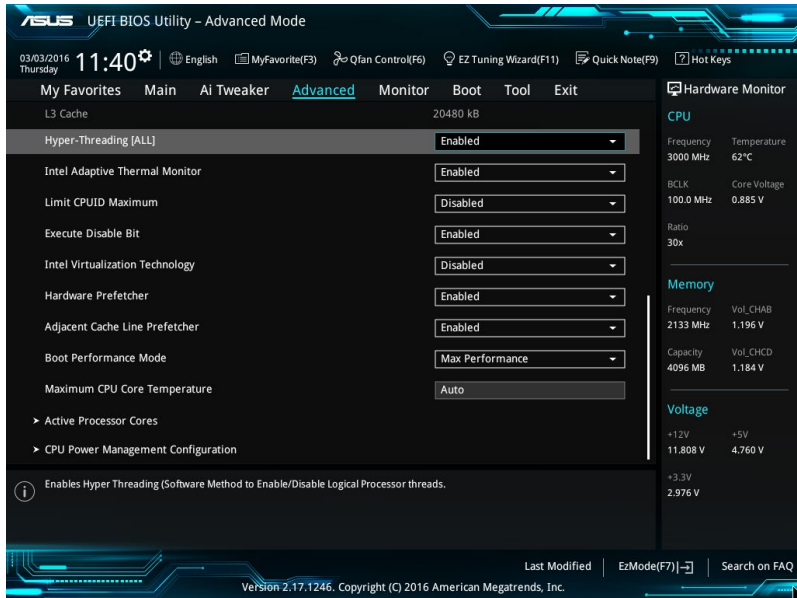 ASUS UEFI BIOS Utility – Advanced Mode
03/03/2016 Thursday 11:40 English MyFavorite(F3) Qfan Control(F6) EZ Tuning Wizard(F11) Quick Note(F9) ? Hot Keys
My Favorites Main Ai Tweaker Advanced Monitor Boot Tool Exit
Hardware Monitor
L3 Cache 20480 kB
Hyper-Threading [ALL] Enabled
Intel Adaptive Thermal Monitor Enabled
Limit CPUID Maximum Disabled
Execute Disable Bit Enabled
Intel Virtualization Technology Disabled
Hardware Prefetcher Enabled
Adjacent Cache Line Prefetcher Enabled
Boot Performance Mode Max Performance
Maximum CPU Core Temperature Auto
Active Processor Cores
CPU Power Management Configuration
CPU
Frequency Temperature
3000 MHz 62°C
BCLK Core Voltage
100.0 MHz 0.885 V
Ratio
30x
Memory
Frequency Vol_CHAB
2133 MHz 1.196 V
Capacity Vol_CHCD
4096 MB 1.184 V
Voltage
+12V +5V
11.808 V 4.760 V
+3.3V
2.976 V
i Enables Hyper Threading (Software Method to Enable/Disable Logical Processor threads.
Last Modified EzMode(F7) Search on FAQ
Version 2.17.1246. Copyright (C) 2016 American Megatrends, Inc.